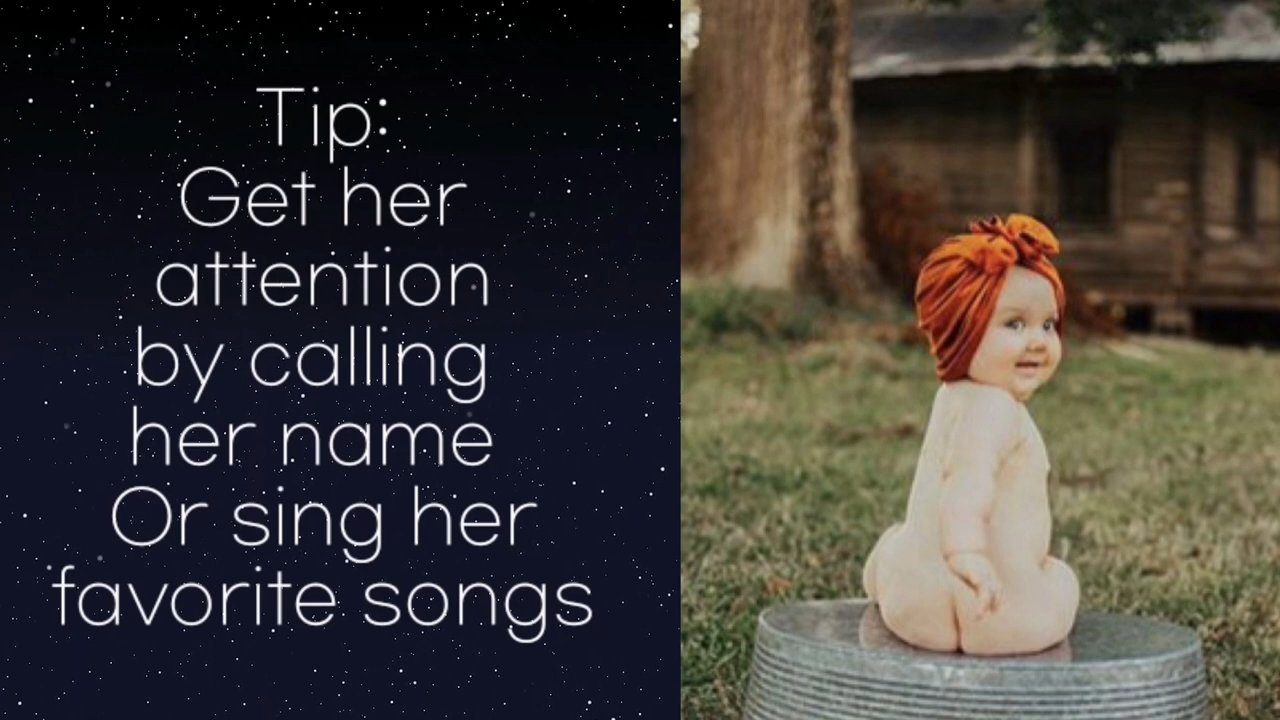 Tip:
Get her
attention
by calling
her name
Or sing her
favorite songs